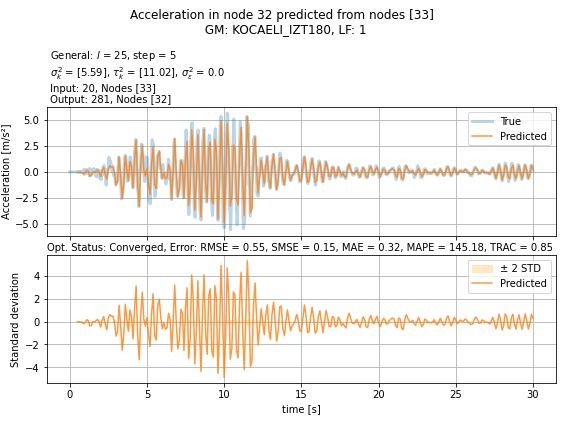 Acceleration in node 32 predicted from nodes [33]
GM: KOCAELI_IZT180, LF: 1
General: l = 25, step = 5
σ²ₖ = [5.59], τ²ₖ = [11.02], σ²ε = 0.0
Input: 20, Nodes [33]
Output: 281, Nodes [32]
Acceleration [m/s²]
5.0
2.5
0.0
−2.5
−5.0
True
Predicted
Opt. Status: Converged, Error: RMSE = 0.55, SMSE = 0.15, MAE = 0.32, MAPE = 145.18, TRAC = 0.85
Standard deviation
4
2
0
−2
−4
± 2 STD
Predicted
0 5 10 15 20 25 30
time [s]